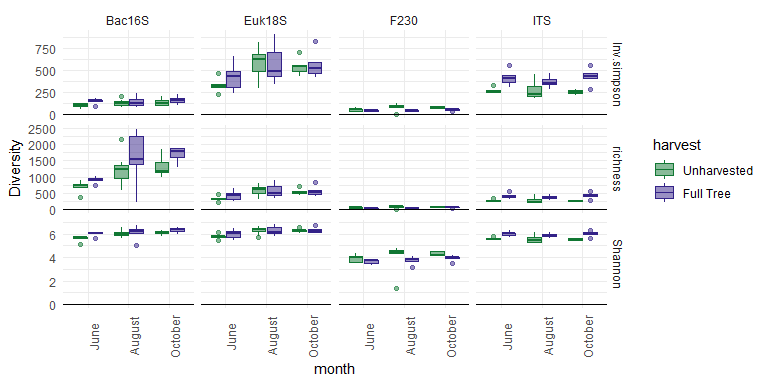 Bac16S Euk18S F230 ITS
Diversity
750
500
250
0
Inv.simpson
2500
2000
1500
1000
500
0
richness
6
4
2
0
Shannon
June August October June August October June August October June August October
month
harvest
Unharvested
Full Tree